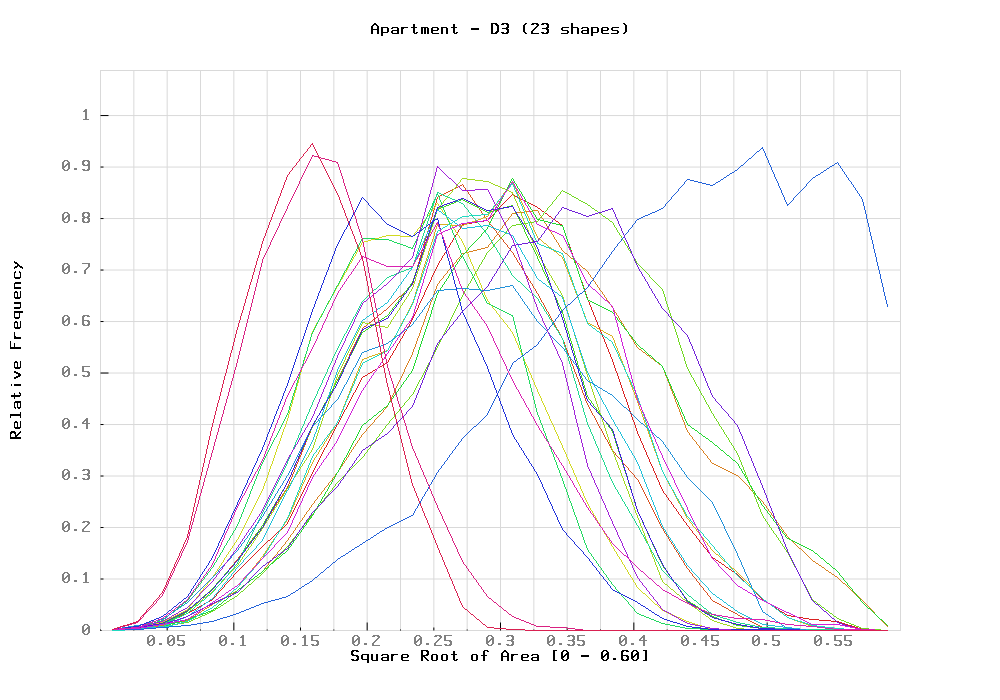 Apartment - D3 (23 shapes)
1
0.9
0.8
0.7
0.6
0.5
0.4
0.3
0.2
0.1
0
Relative Frequency
0.05 0.1 0.15 0.2 0.25 0.3 0.35 0.4 0.45 0.5 0.55
Square Root of Area [0 - 0.60]